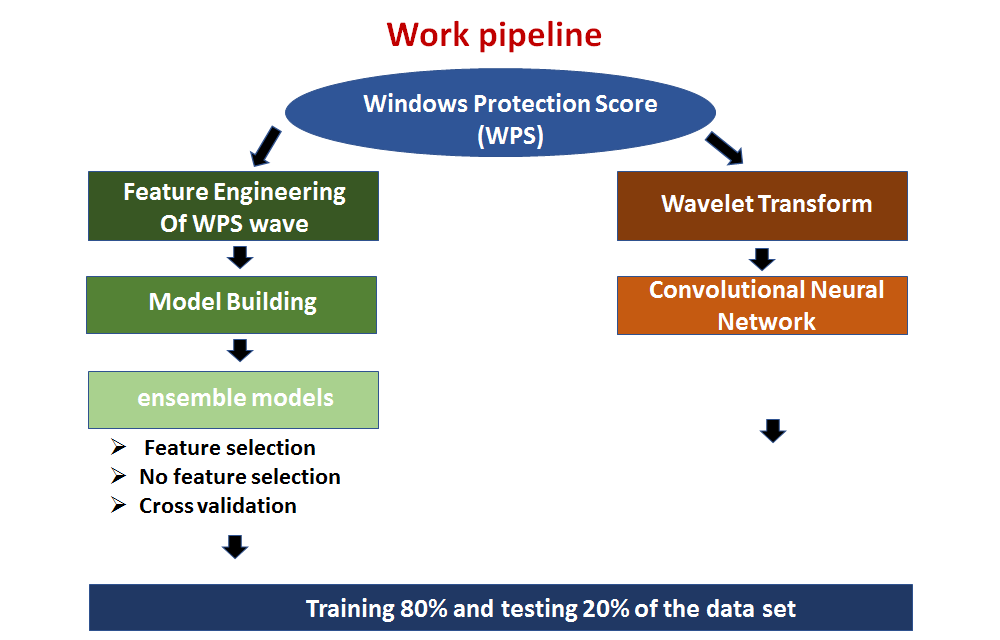 Work pipeline
Windows Protection Score
(WPS)
Feature Engineering
Of WPS wave
Model Building
ensemble models
Feature selection
No feature selection
Cross validation
Wavelet Transform
Convolutional Neural
Network
Training 80% and testing 20% of the data set